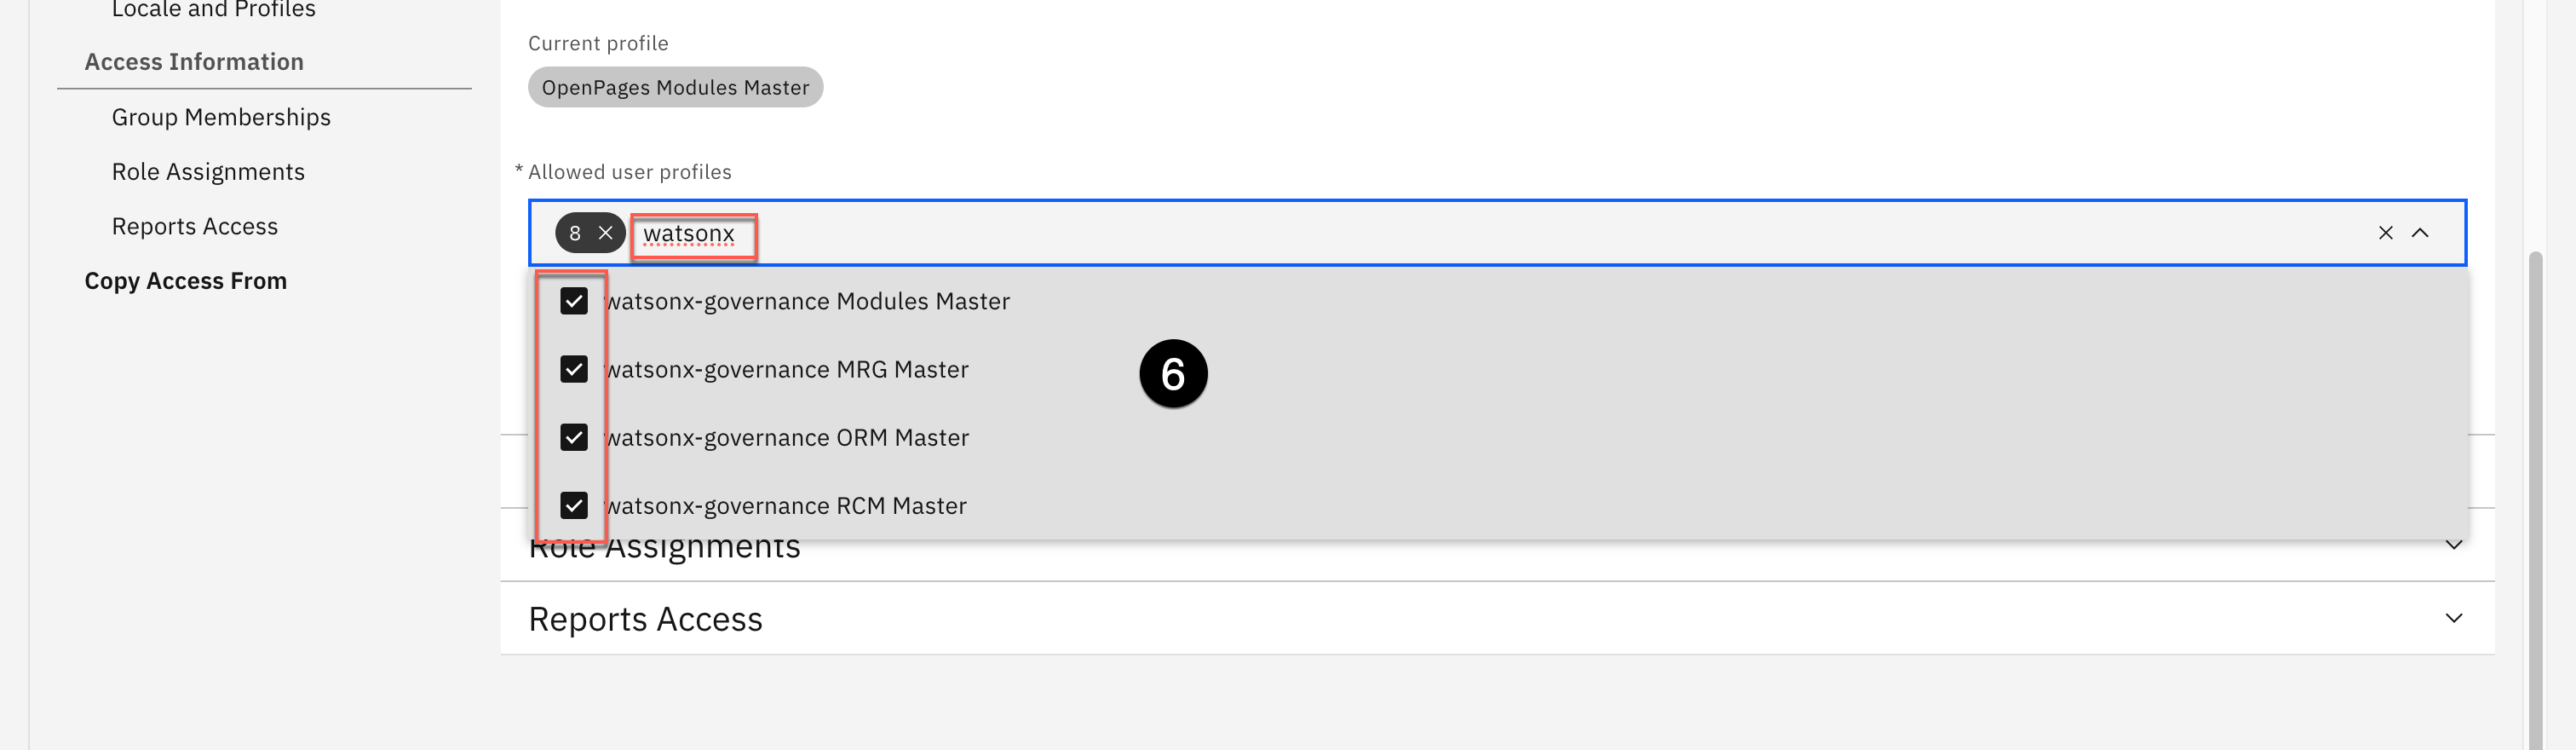 Locale and Profiles
Access Information
Group Memberships
Role Assignments
Reports Access
Copy Access From
Current profile
OpenPages Modules Master
* Allowed user profiles
8 watsonx
watsonx-governance Modules Master
watsonx-governance MRG Master
watsonx-governance ORM Master
watsonx-governance RCM Master
6
Role Assignments
Reports Access